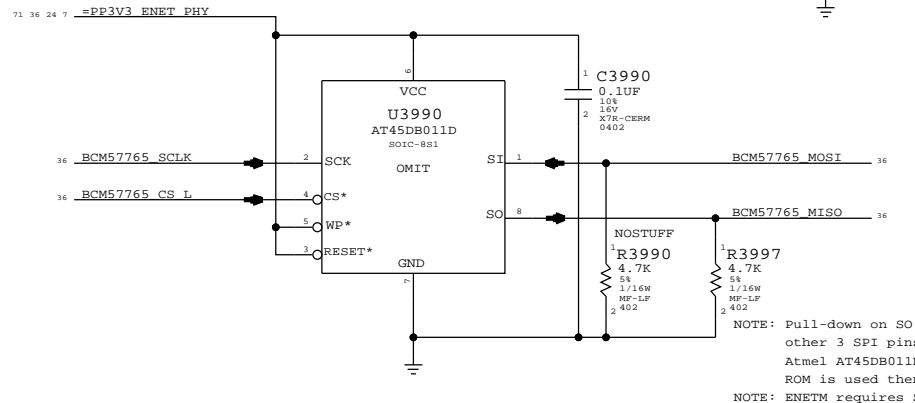 71 36 24 7 =PP3V3_ENET_PHY
6
VCC
U3990
AT45DB011D
SOIC-8S1
OMIT
1 C3990
0.1UF
10%
16V
2 X7R-CERM
0402
36 BCM57765_SCLK 2 SCK
SI 1 BCM57765_MOSI 36
36 BCM57765_CS_L 4 CS*
SO 8 BCM57765_MISO 36
5 WP*
3 RESET*
GND
7
NOSTUFF
1 R3990
4.7K
5%
1/16W
MF-LF
2 402
1 R3997
4.7K
5%
1/16W
MF-LF
2 402
NOTE: Pull-down on SO
other 3 SPI pins
Atmel AT45DB011
ROM is used
NOTE: ENETM requires